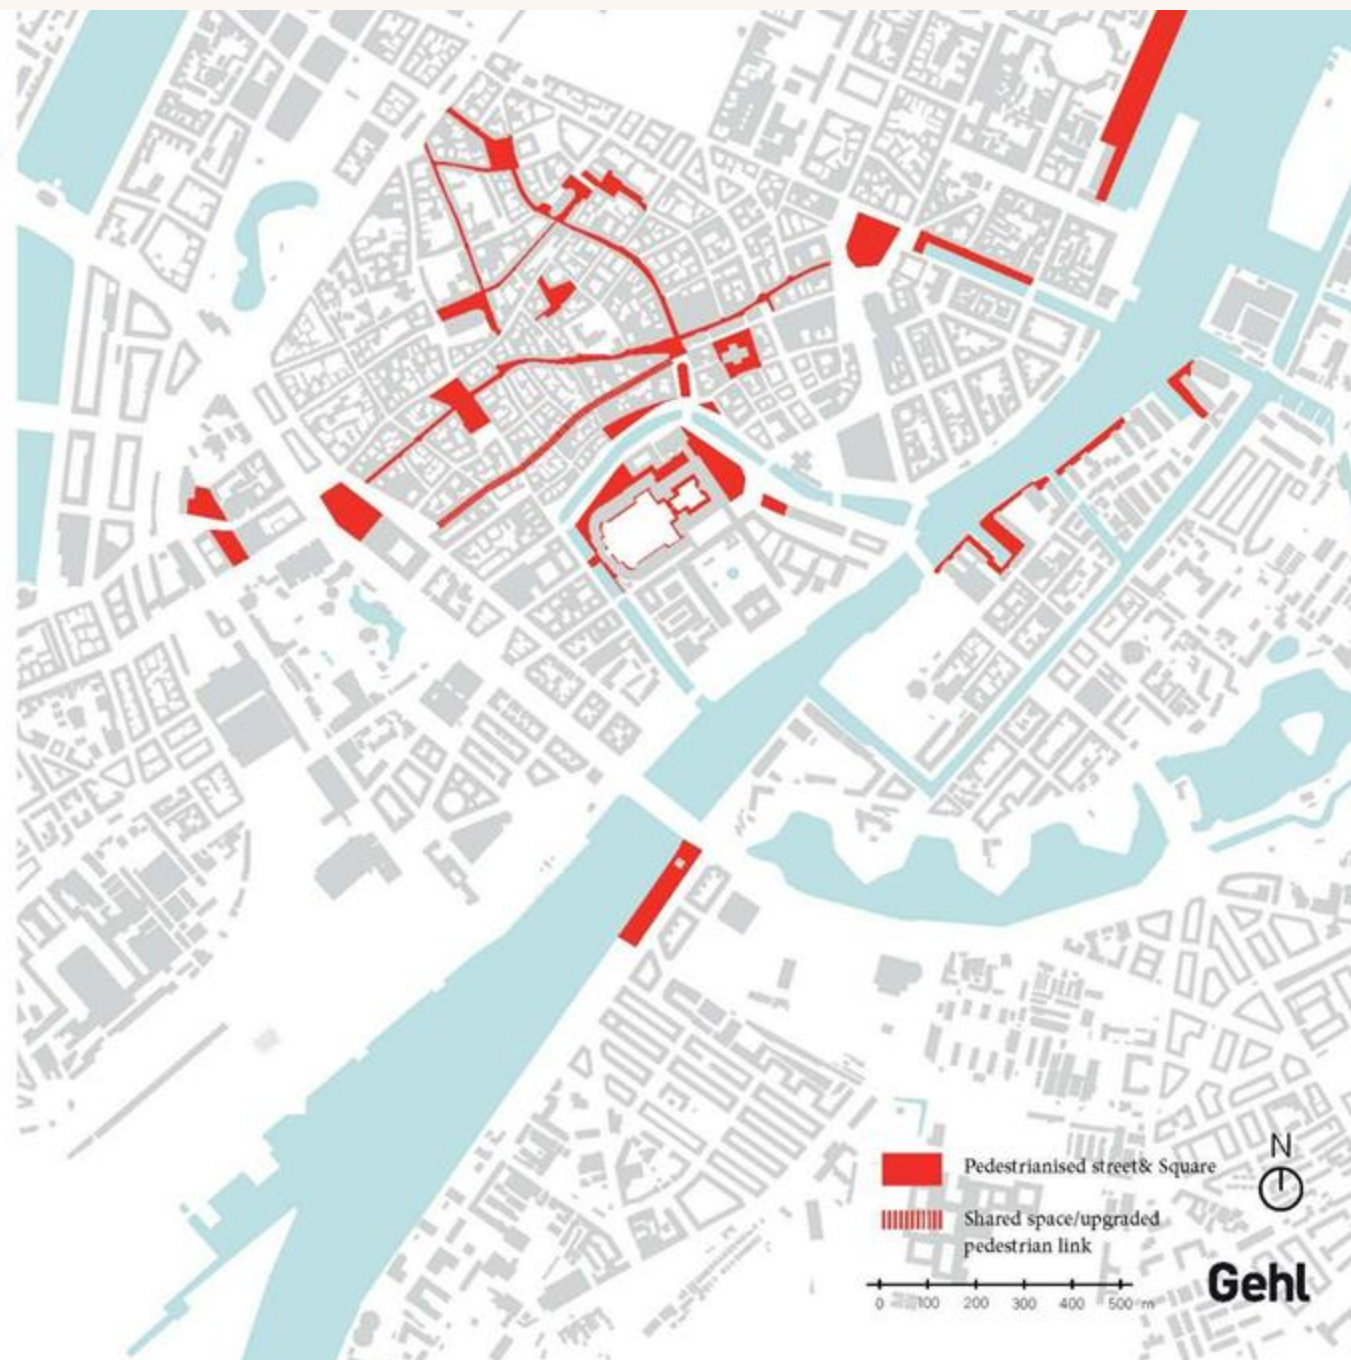 Pedestrianised street& Square
N
Shared space/upgraded
pedestrian link
0 100 200 300 400 500 m
Gehl